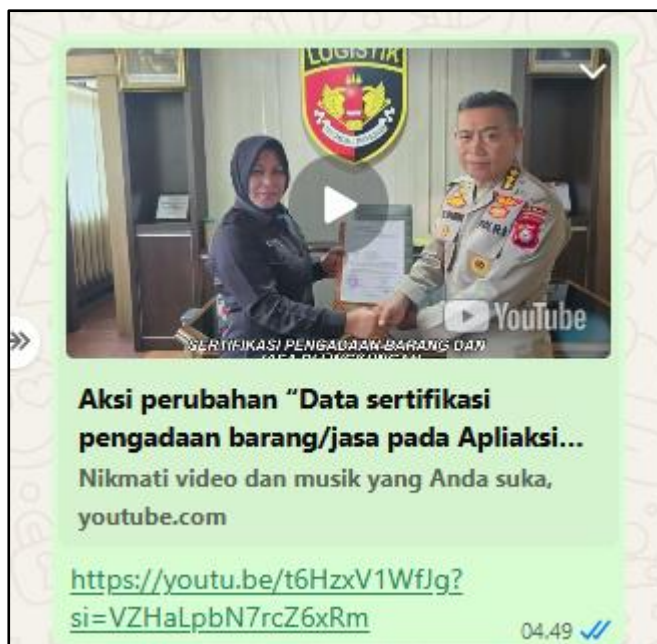 LOGISTIK
YouTube
SERTIFIKASI PENGADAAN BARANG DAN
Aksi perubahan “Data sertifikasi
pengadaan barang/jasa pada Apliaksi...
Nikmati video dan musik yang Anda suka,
youtube.com
https://youtu.be/t6HzxV1WfJg?
si=VZHaLpbN7rcZ6xRm
04.49